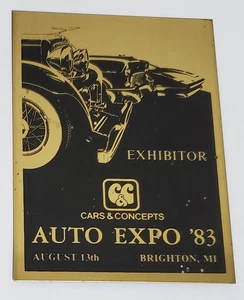 EXHIBITOR
C&C
CARS & CONCEPTS
AUTO EXPO '83
AUGUST 13th BRIGHTON, MI